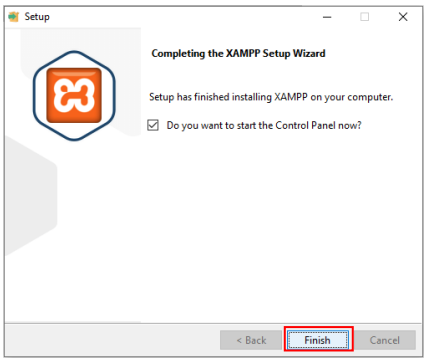 Setup
Completing the XAMPP Setup Wizard
Setup has finished installing XAMPP on your computer.
Do you want to start the Control Panel now?
< Back
Finish
Cancel